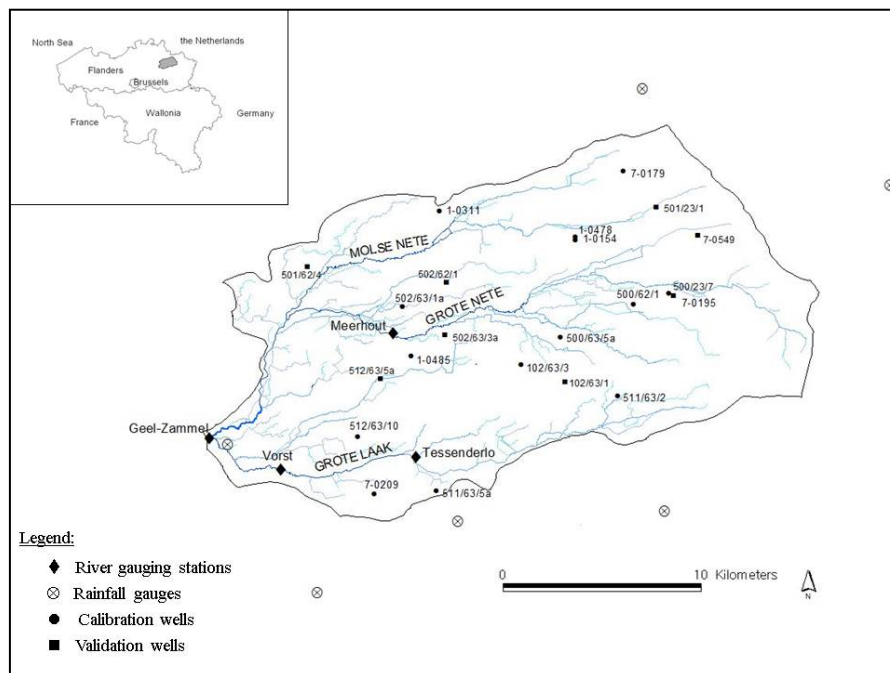 North Sea
the Netherlands
Flanders
Brussels
Wallonia
France
Germany
7-0179
1-0311
501/23/1
1-0478
1-0154
7-0549
MOLSE NETE
501/62/4
502/62/1
502/63/1a
GROTE NETE
500/62/1
500/23/7
7-0195
Meerhout
502/63/3a
500/63/5a
1-0485
102/63/3
512/63/5a
102/63/1
511/63/2
Geel-Zammel
512/63/10
Vorst
GROTE LAAK
Tessenderlo
7-0209
511/63/5a
Legend:
River gauging stations
Rainfall gauges
Calibration wells
Validation wells
0
10 Kilometers
N